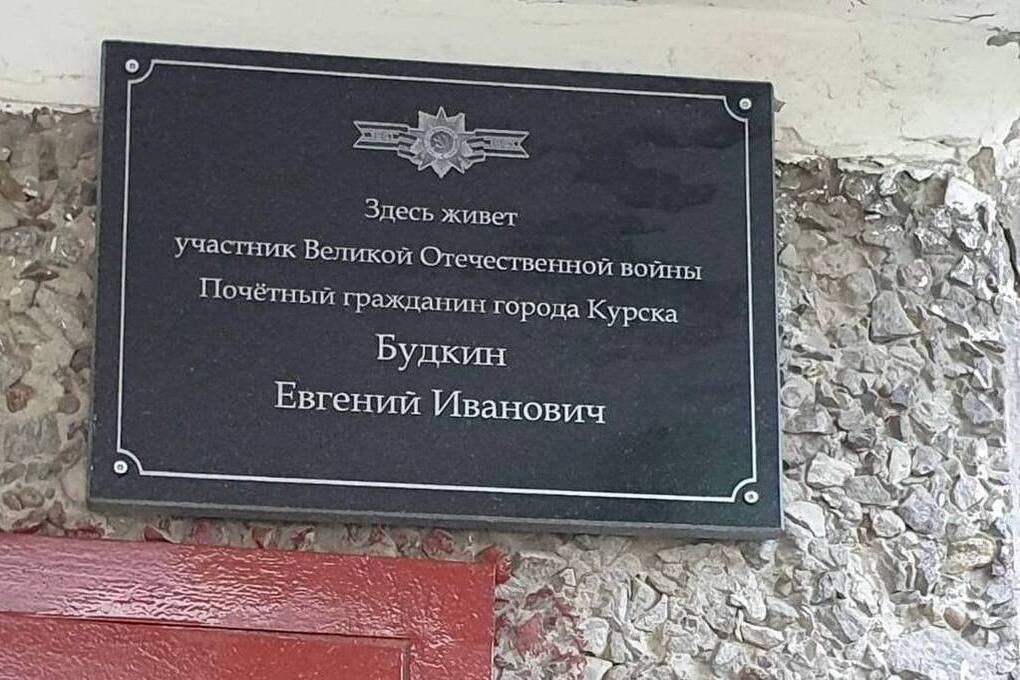 Здесь живет
участник Великой Отечественной войны
Почётный гражданин города Курска
Будкин
Евгений Иванович